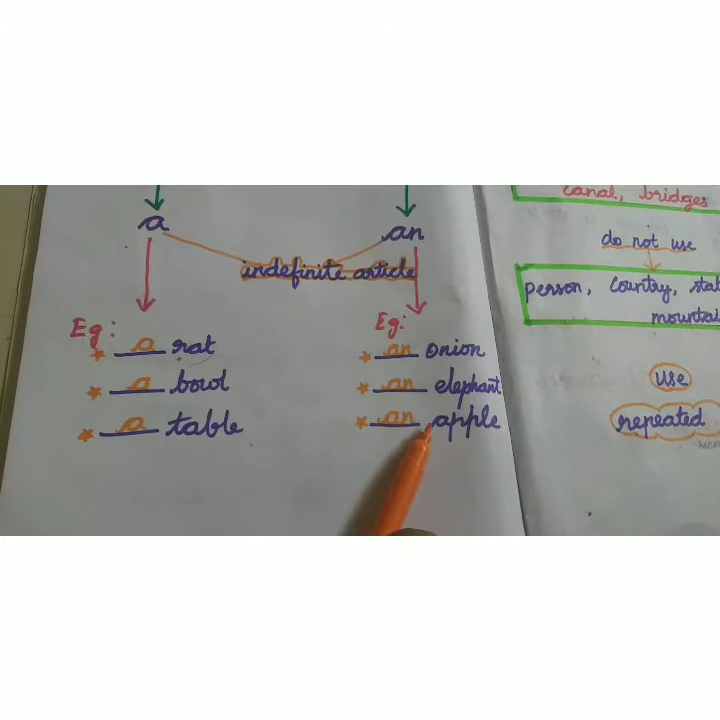 a
an
indefinite article
Eg:
* a rat
* a bowl
* a table
Eg:
* an onion
* an elephant
* an apple
canal, bridges
do not use
person, country,
use
repeated